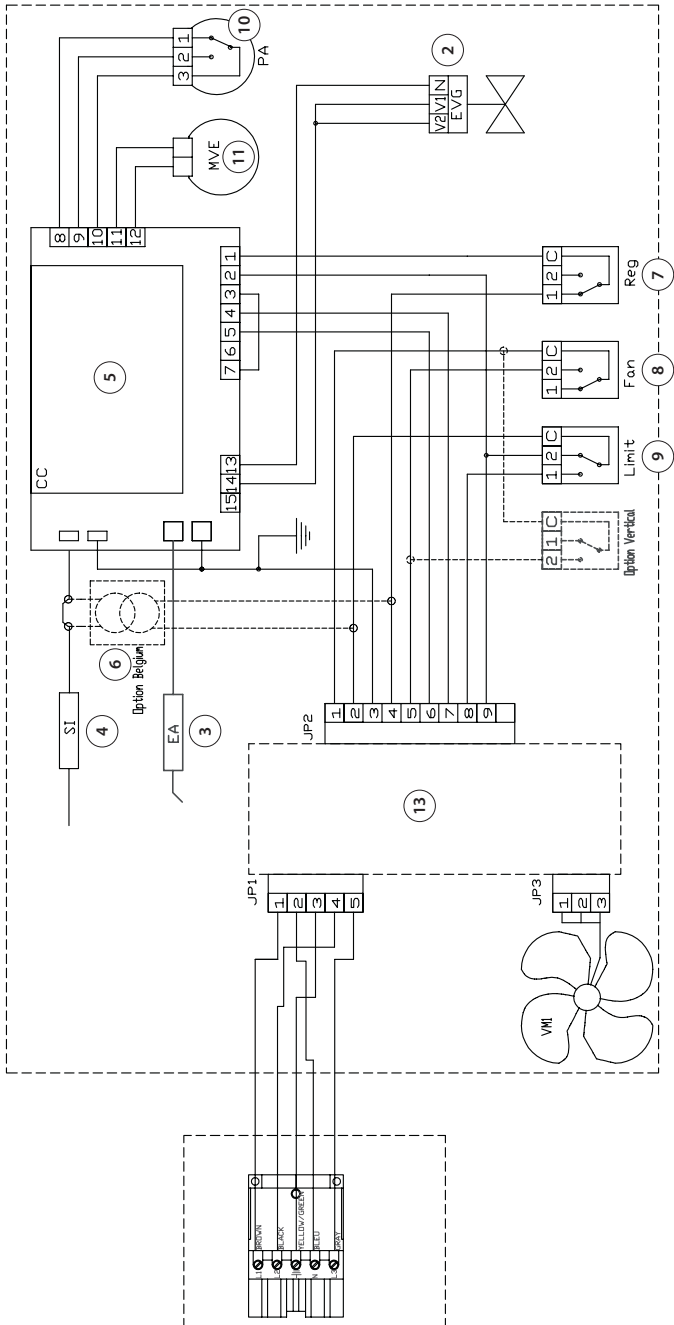 10
1
2
3
PA
2
N
V1
V2
EVG
11
MVE
8
9
10
11
12
5
CC
1
2
3
4
5
6
7
13
14
15
C
2
1
Reg
7
C
2
1
Fan
8
C
2
1
Limit
9
C
1
2
Option Vertical
6
Option Belgium
SI
4
EA
3
JP2
1
2
3
4
5
6
7
8
9
13
JP1
1
2
3
4
5
JP3
1
2
3
VM1
BROWN
BLACK
YELLOW/GREEN
BLEU
GRAY
L1
L2
N
L3